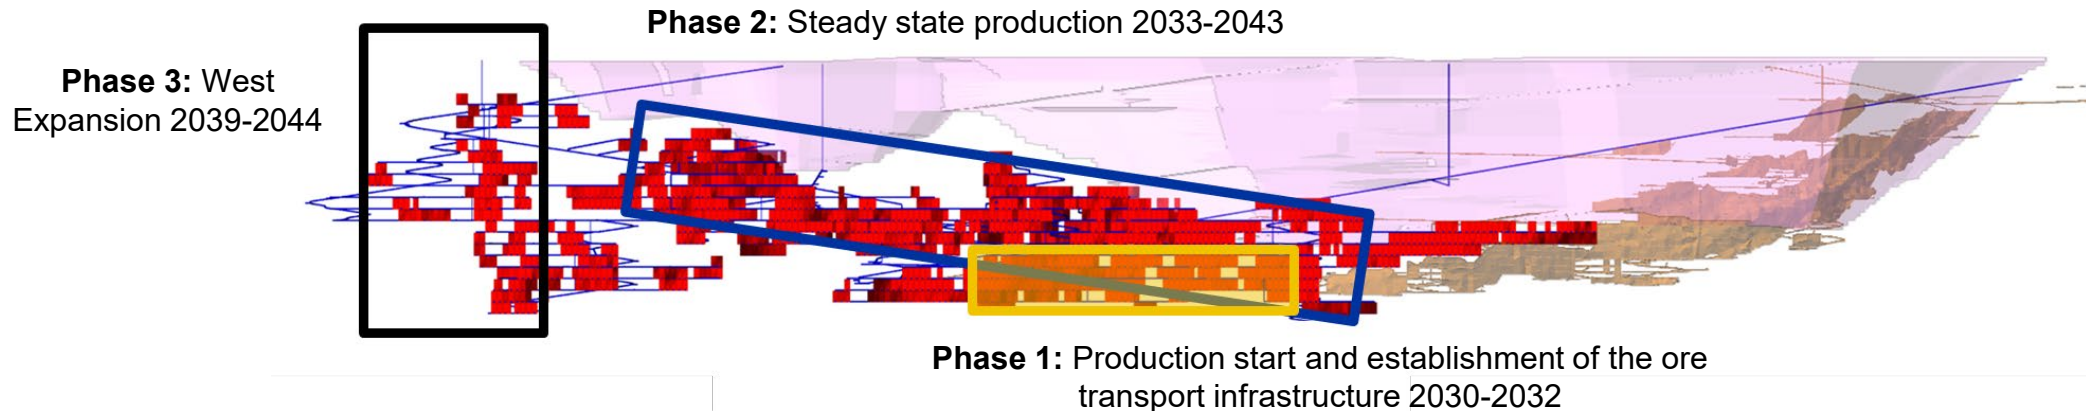 Phase 2: Steady state production 2033-2043
Phase 3: West
Expansion 2039-2044
Phase 1: Production start and establishment of the ore
transport infrastructure 2030-2032